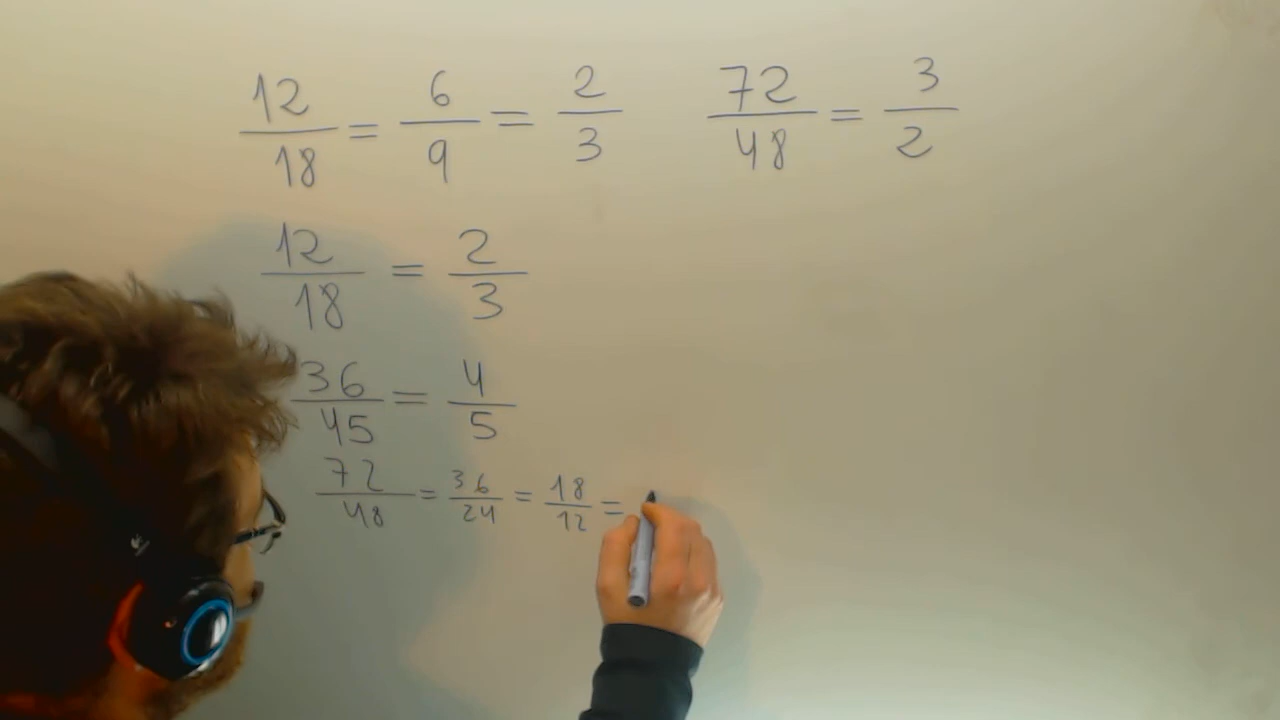 12/18 = 6/9 = 2/3 72/48 = 3/2
12/18 = 2/3
36/45 = 4/5
72/48 = 36/24 = 18/12 =